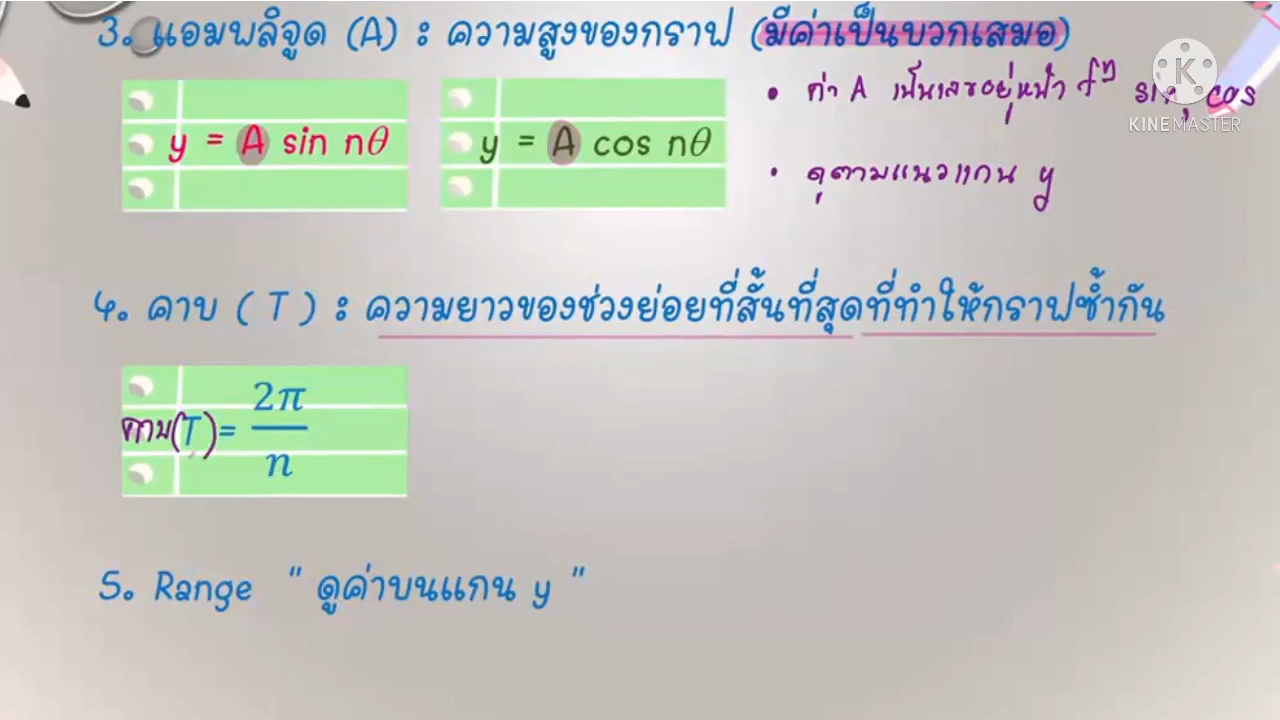 3. แอมพลิจูด (A) : ความสูงของกราฟ (มีค่าเป็นบวกเสมอ)
y = A sin nθ
y = A cos nθ
• ค่า A เป็นเลขอยู่หน้า fⁿ sin, cos
KINEMASTER
• ดูตามแนวแกน y
4. คาบ ( T ) : ความยาวของช่วงย่อยที่สั้นที่สุดที่ทำให้กราฟซ้ำกัน
คาบ(T) = 2π/n
5. Range " ดูค่าบนแกน y "